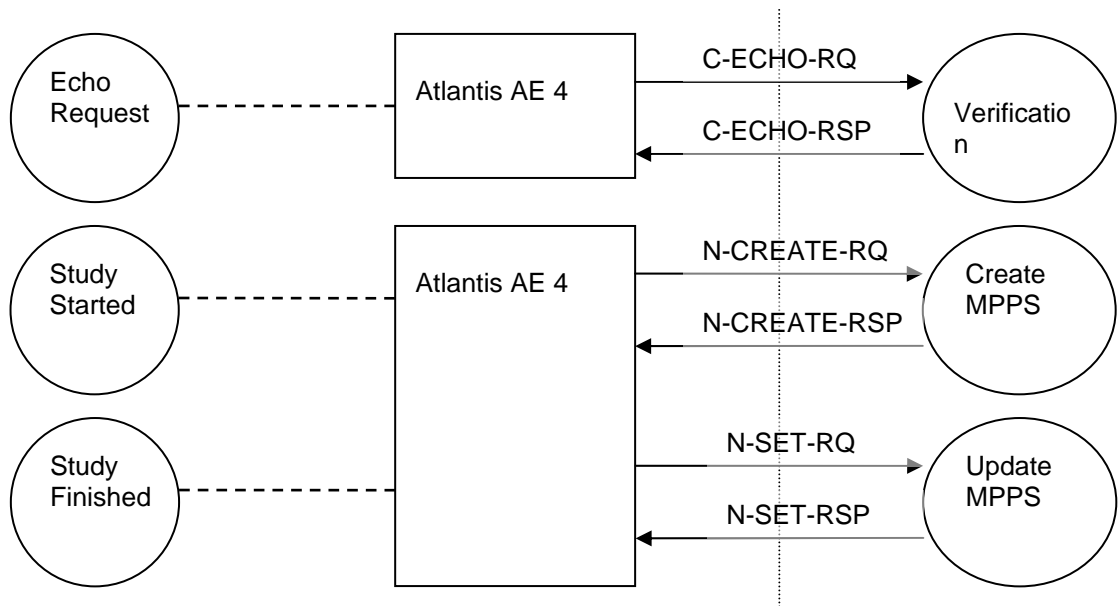 Echo
Request
Atlantis AE 4
C-ECHO-RQ
C-ECHO-RSP
Verificatio
n
Study
Started
Atlantis AE 4
N-CREATE-RQ
N-CREATE-RSP
Create
MPPS
Study
Finished
N-SET-RQ
N-SET-RSP
Update
MPPS